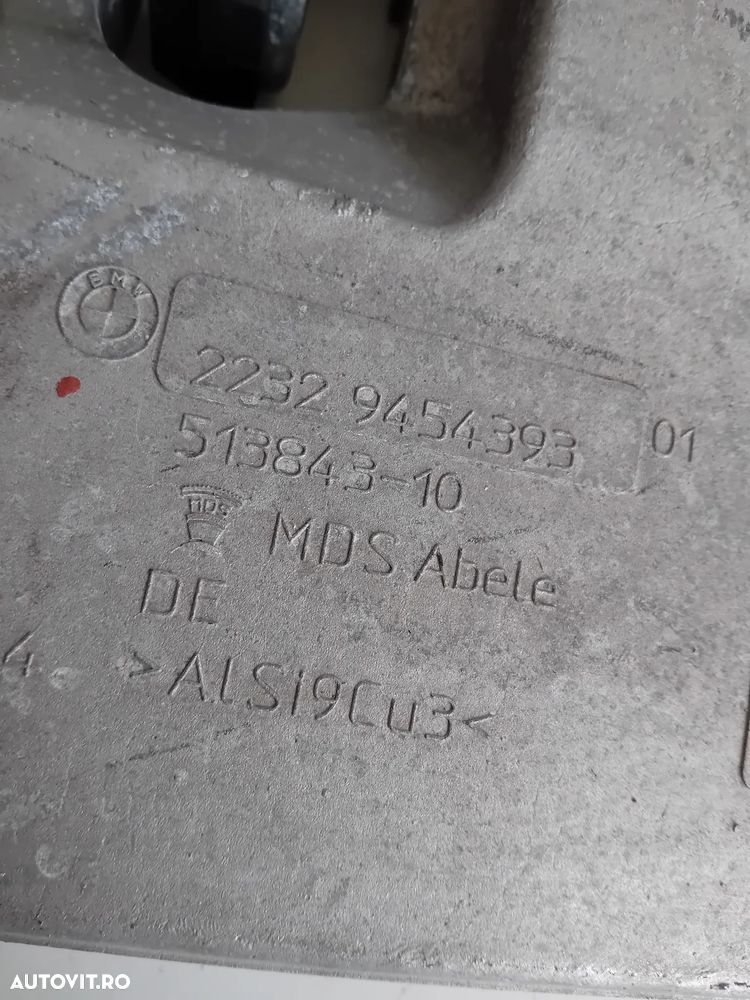 BMW
2232 9454393 01
513843-10
MDS
MDS Abele
DE
4
>AlSi9Cu3<
AUTOVIT.RO